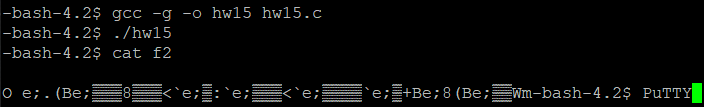 -bash-4.2$ gcc -g -o hw15 hw15.c
-bash-4.2$ ./hw15
-bash-4.2$ cat f2
O e;.(Be;▒▒▒8▒▒▒<`e;▒:`e;▒▒▒<`e;▒▒▒▒`e;▒+Be;8(Be;▒▒Wm-bash-4.2$ PuTTY